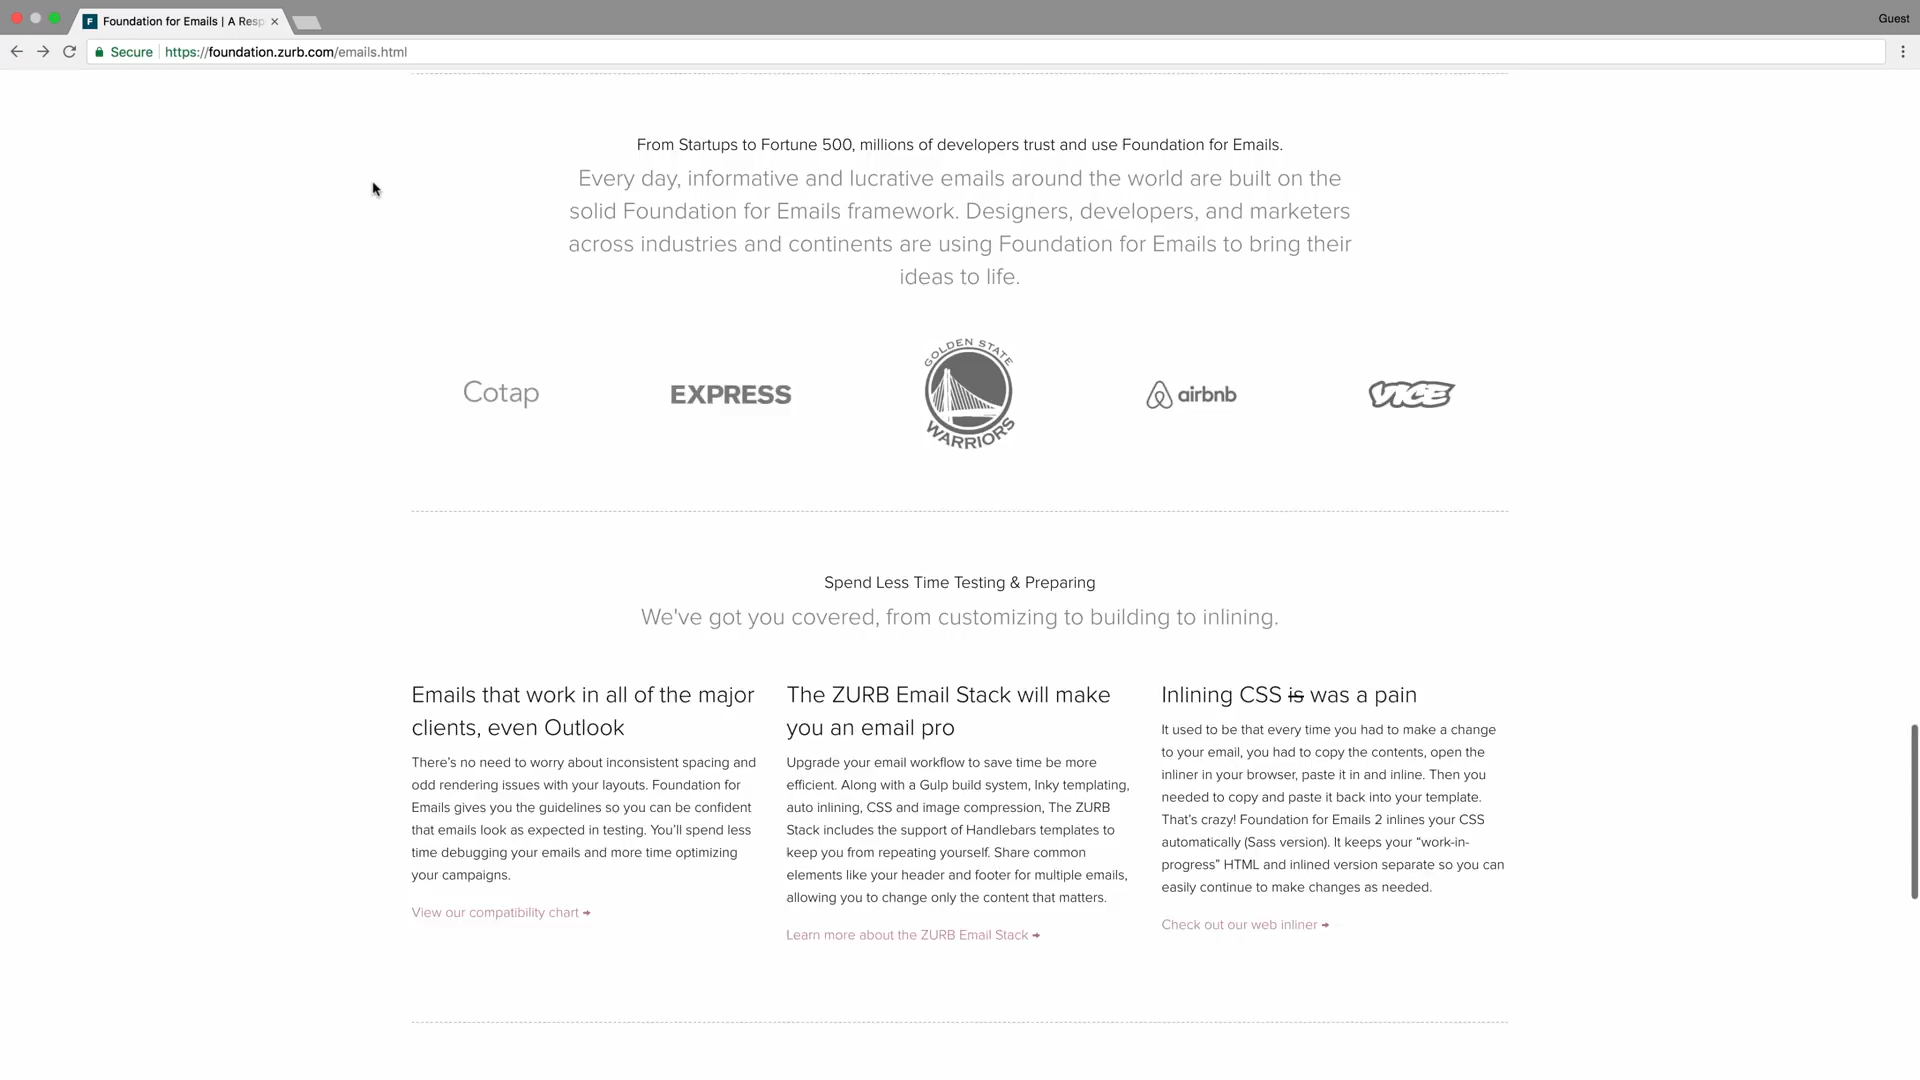 Foundation for Emails | A Resp
Guest
Secure
https://foundation.zurb.com/emails.html
From Startups to Fortune 500, millions of developers trust and use Foundation for Emails.
Every day, informative and lucrative emails around the world are built on the
solid Foundation for Emails framework. Designers, developers, and marketers
across industries and continents are using Foundation for Emails to bring their
ideas to life.
Cotap
EXPRESS
GOLDEN STATE
WARRIORS
airbnb
VICE
Spend Less Time Testing & Preparing
We've got you covered, from customizing to building to inlining.
Emails that work in all of the major
clients, even Outlook
There’s no need to worry about inconsistent spacing and
odd rendering issues with your layouts. Foundation for
Emails gives you the guidelines so you can be confident
that emails look as expected in testing. You’ll spend less
time debugging your emails and more time optimizing
your campaigns.
View our compatibility chart →
The ZURB Email Stack will make
you an email pro
Upgrade your email workflow to save time be more
efficient. Along with a Gulp build system, Inky templating,
auto inlining, CSS and image compression, The ZURB
Stack includes the support of Handlebars templates to
keep you from repeating yourself. Share common
elements like your header and footer for multiple emails,
allowing you to change only the content that matters.
Learn more about the ZURB Email Stack →
Inlining CSS is was a pain
It used to be that every time you had to make a change
to your email, you had to copy the contents, open the
inliner in your browser, paste it in and inline. Then you
needed to copy and paste it back into your template.
That’s crazy! Foundation for Emails 2 inlines your CSS
automatically (Sass version). It keeps your “work-in-
progress” HTML and inlined version separate so you can
easily continue to make changes as needed.
Check out our web inliner →